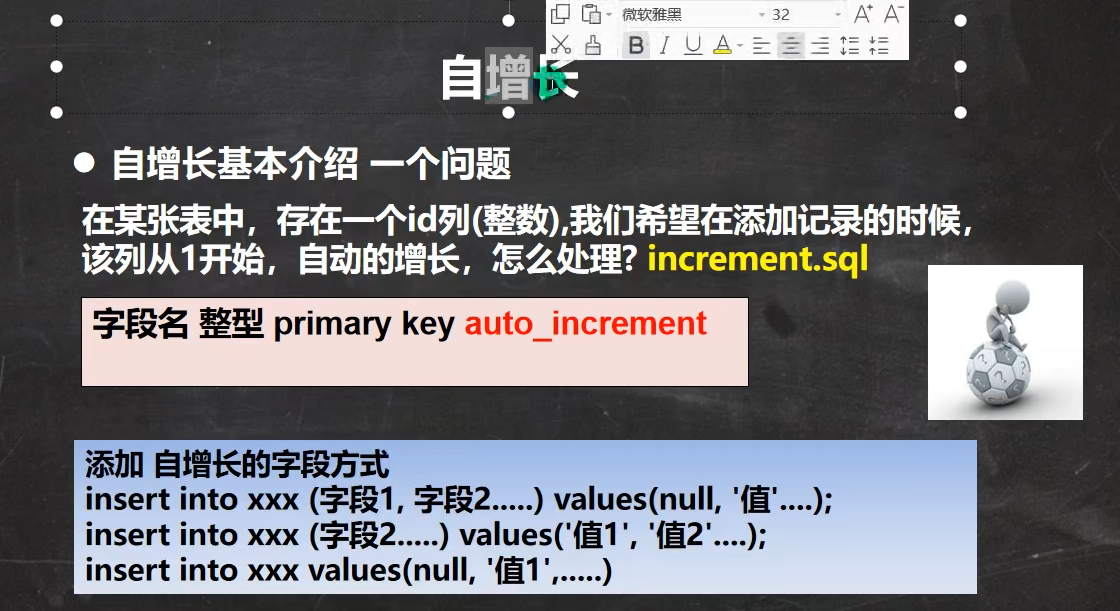 微软雅黑 32
B I U A
自增长
自增长基本介绍 一个问题
在某张表中，存在一个id列(整数),我们希望在添加记录的时候，
该列从1开始，自动的增长，怎么处理? increment.sql
字段名 整型 primary key auto_increment
添加 自增长的字段方式
insert into xxx (字段1, 字段2.....) values(null, '值'....);
insert into xxx (字段2.....) values('值1', '值2'....);
insert into xxx values(null, '值1',.....)